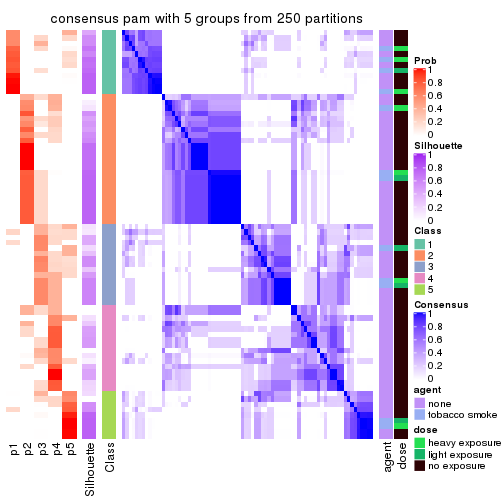 consensus pam with 5 groups from 250 partitions
Prob
1
0.8
0.6
0.4
0.2
0
Silhouette
1
0.8
0.6
0.4
0.2
0
Class
1
2
3
4
5
Consensus
1
0.8
0.6
0.4
0.2
0
agent
none
tobacco smoke
dose
heavy exposure
light exposure
no exposure
p1
p2
p3
p4
p5
Silhouette
Class
agent
dose